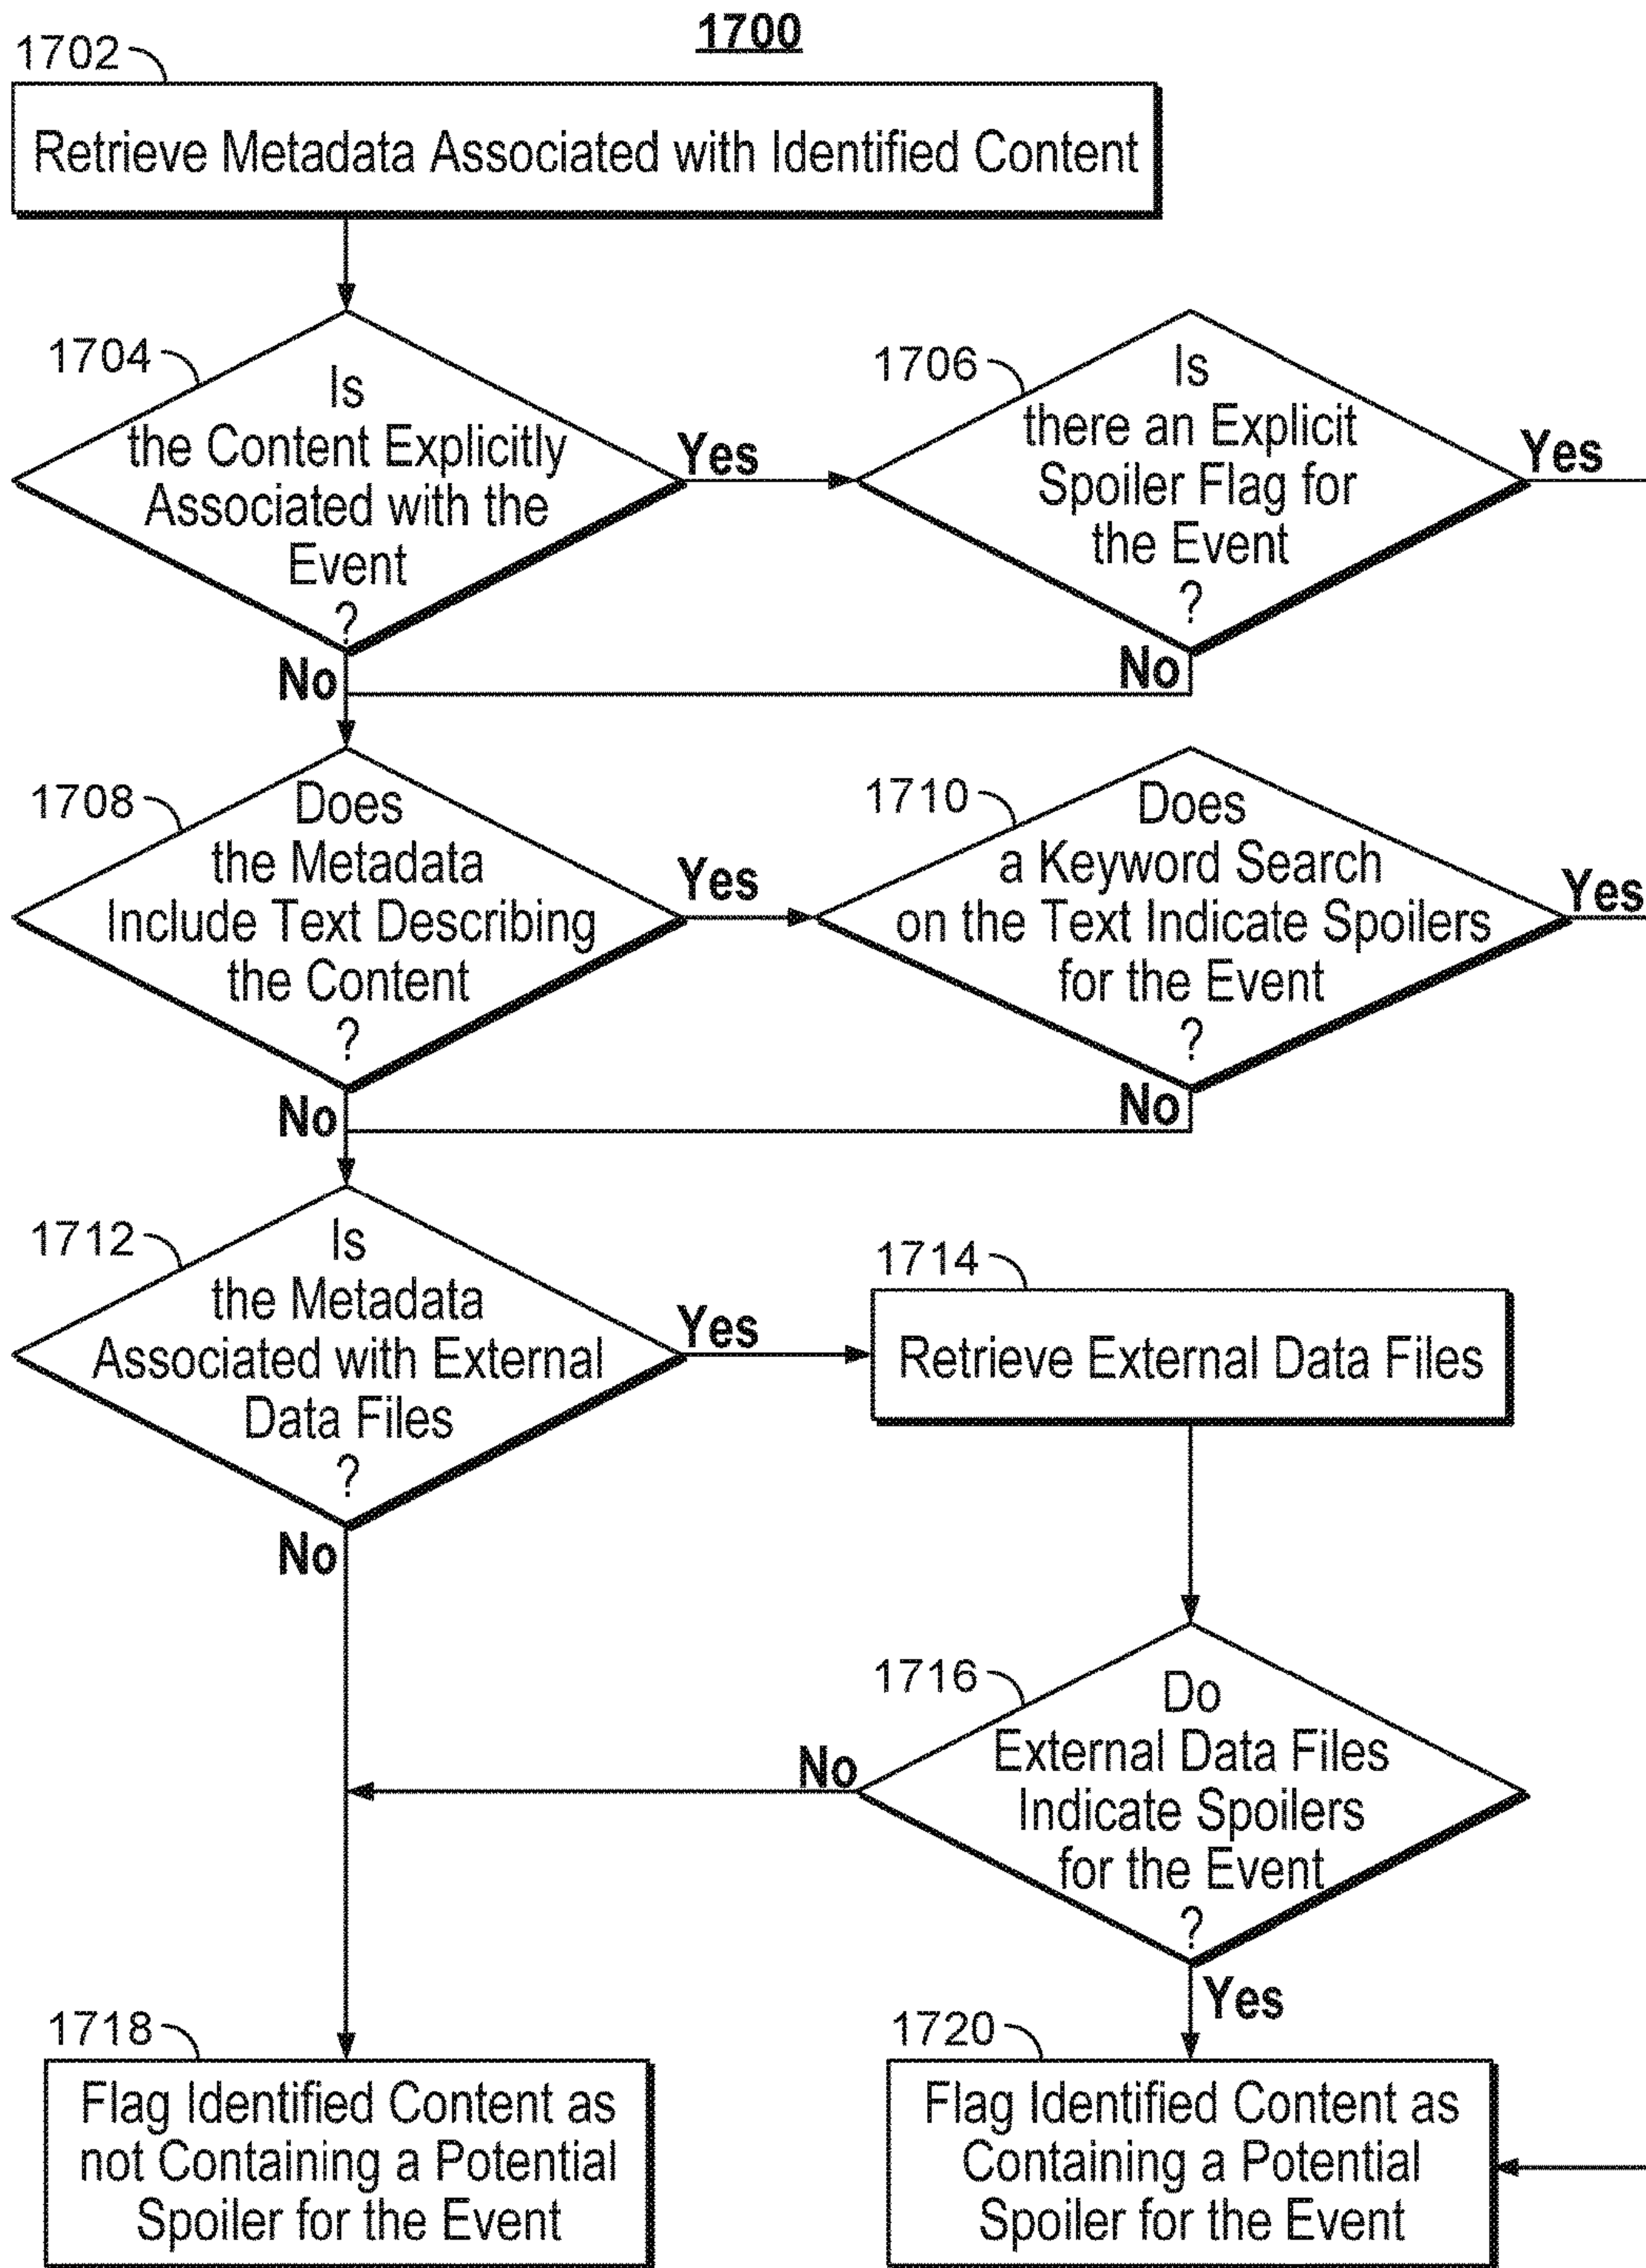 1700
1702
Retrieve Metadata Associated with Identified Content
1704
Is
the Content Explicitly
Associated with the
Event
?
Yes
No
1706
Is
there an Explicit
Spoiler Flag for
the Event
?
Yes
No
1708
Does
the Metadata
Include Text Describing
the Content
?
Yes
No
1710
Does
a Keyword Search
on the Text Indicate Spoilers
for the Event
?
Yes
No
1712
Is
the Metadata
Associated with External
Data Files
?
Yes
No
1714
Retrieve External Data Files
1716
Do
External Data Files
Indicate Spoilers
for the Event
?
No
Yes
1718
Flag Identified Content as
not Containing a Potential
Spoiler for the Event
1720
Flag Identified Content as
Containing a Potential
Spoiler for the Event